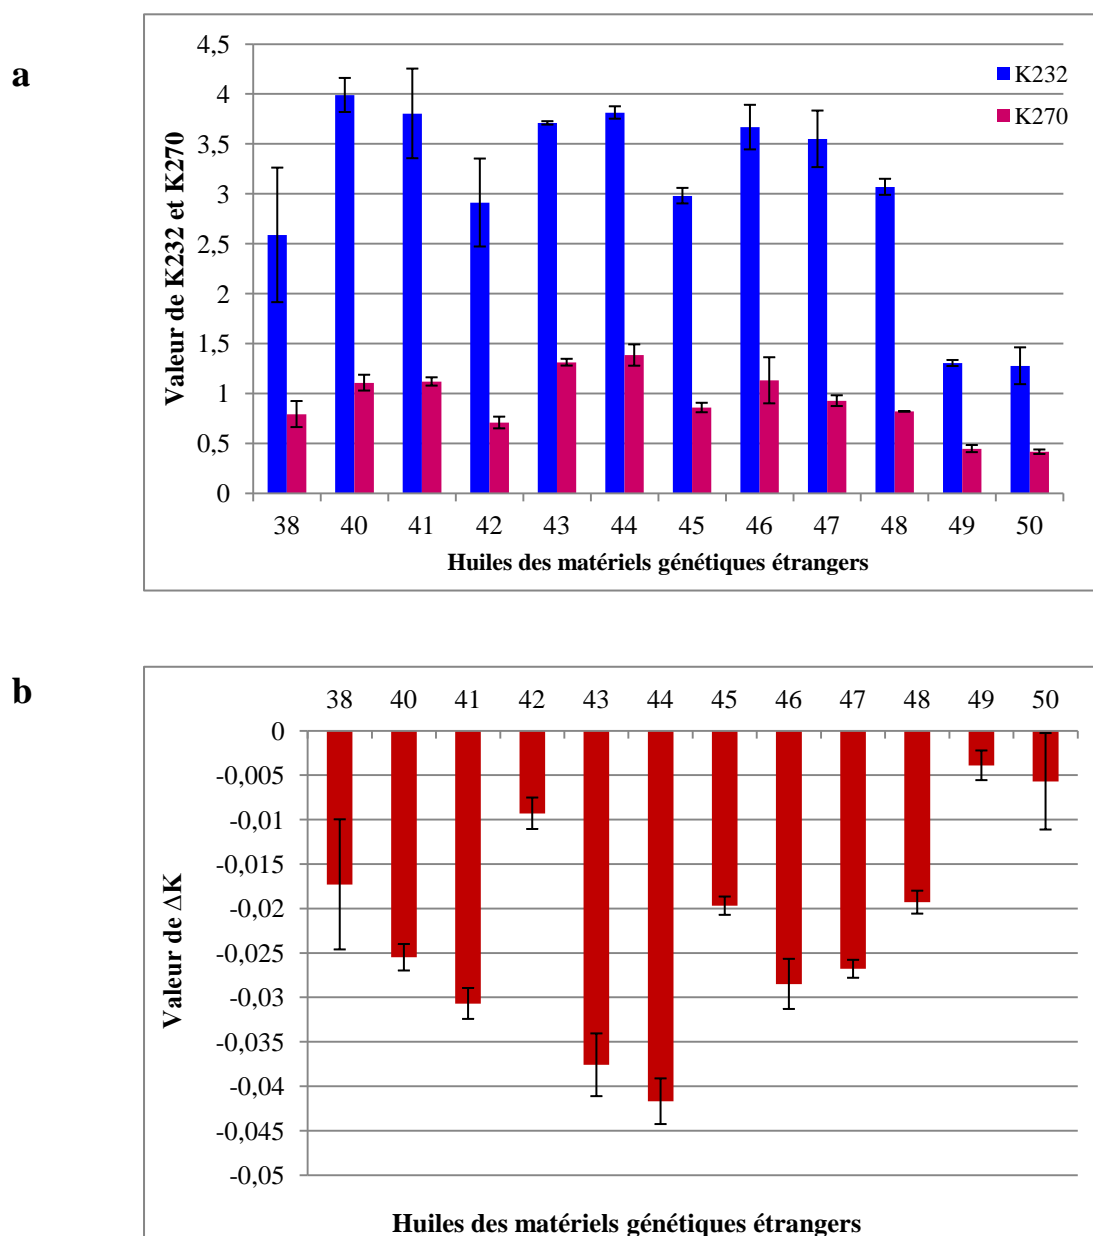 a
4,5
4
3,5
3
2,5
2
1,5
1
0,5
0
Valeur de K232 et K270
K232
K270
38 40 41 42 43 44 45 46 47 48 49 50
Huiles des matériels génétiques étrangers
b
38 40 41 42 43 44 45 46 47 48 49 50
0
-0,005
-0,01
-0,015
-0,02
-0,025
-0,03
-0,035
-0,04
-0,045
-0,05
Valeur de ΔK
Huiles des matériels génétiques étrangers